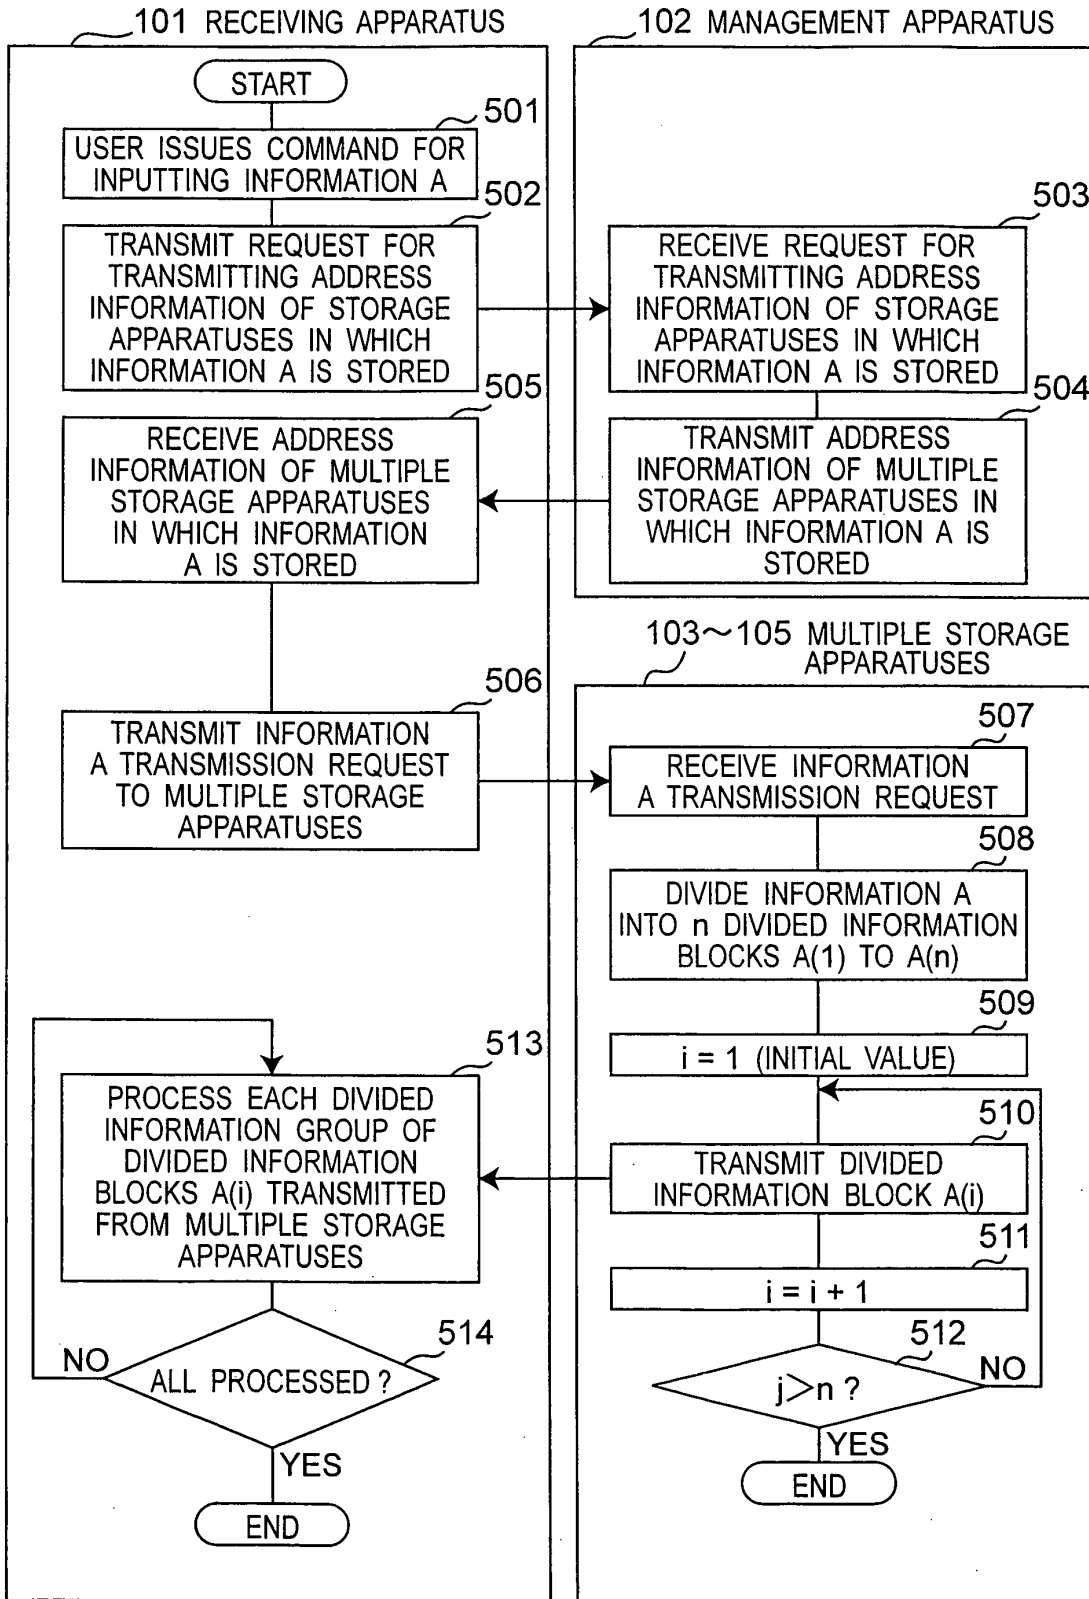 101 RECEIVING APPARATUS
START
501
USER ISSUES COMMAND FOR
INPUTTING INFORMATION A
502
TRANSMIT REQUEST FOR
TRANSMITTING ADDRESS
INFORMATION OF STORAGE
APPARATUSES IN WHICH
INFORMATION A IS STORED
505
RECEIVE ADDRESS
INFORMATION OF MULTIPLE
STORAGE APPARATUSES
IN WHICH INFORMATION
A IS STORED
506
TRANSMIT INFORMATION
A TRANSMISSION REQUEST
TO MULTIPLE STORAGE
APPARATUSES
513
PROCESS EACH DIVIDED
INFORMATION GROUP OF
DIVIDED INFORMATION
BLOCKS A(i) TRANSMITTED
FROM MULTIPLE STORAGE
APPARATUSES
514
NO
ALL PROCESSED ?
YES
END
102 MANAGEMENT APPARATUS
503
RECEIVE REQUEST FOR
TRANSMITTING ADDRESS
INFORMATION OF STORAGE
APPARATUSES IN WHICH
INFORMATION A IS STORED
504
TRANSMIT ADDRESS
INFORMATION OF MULTIPLE
STORAGE APPARATUSES IN
WHICH INFORMATION A IS
STORED
103～105 MULTIPLE STORAGE
APPARATUSES
507
RECEIVE INFORMATION
A TRANSMISSION REQUEST
508
DIVIDE INFORMATION A
INTO n DIVIDED INFORMATION
BLOCKS A(1) TO A(n)
509
i = 1 (INITIAL VALUE)
510
TRANSMIT DIVIDED
INFORMATION BLOCK A(i)
511
i = i + 1
512
j>n ?
NO
YES
END